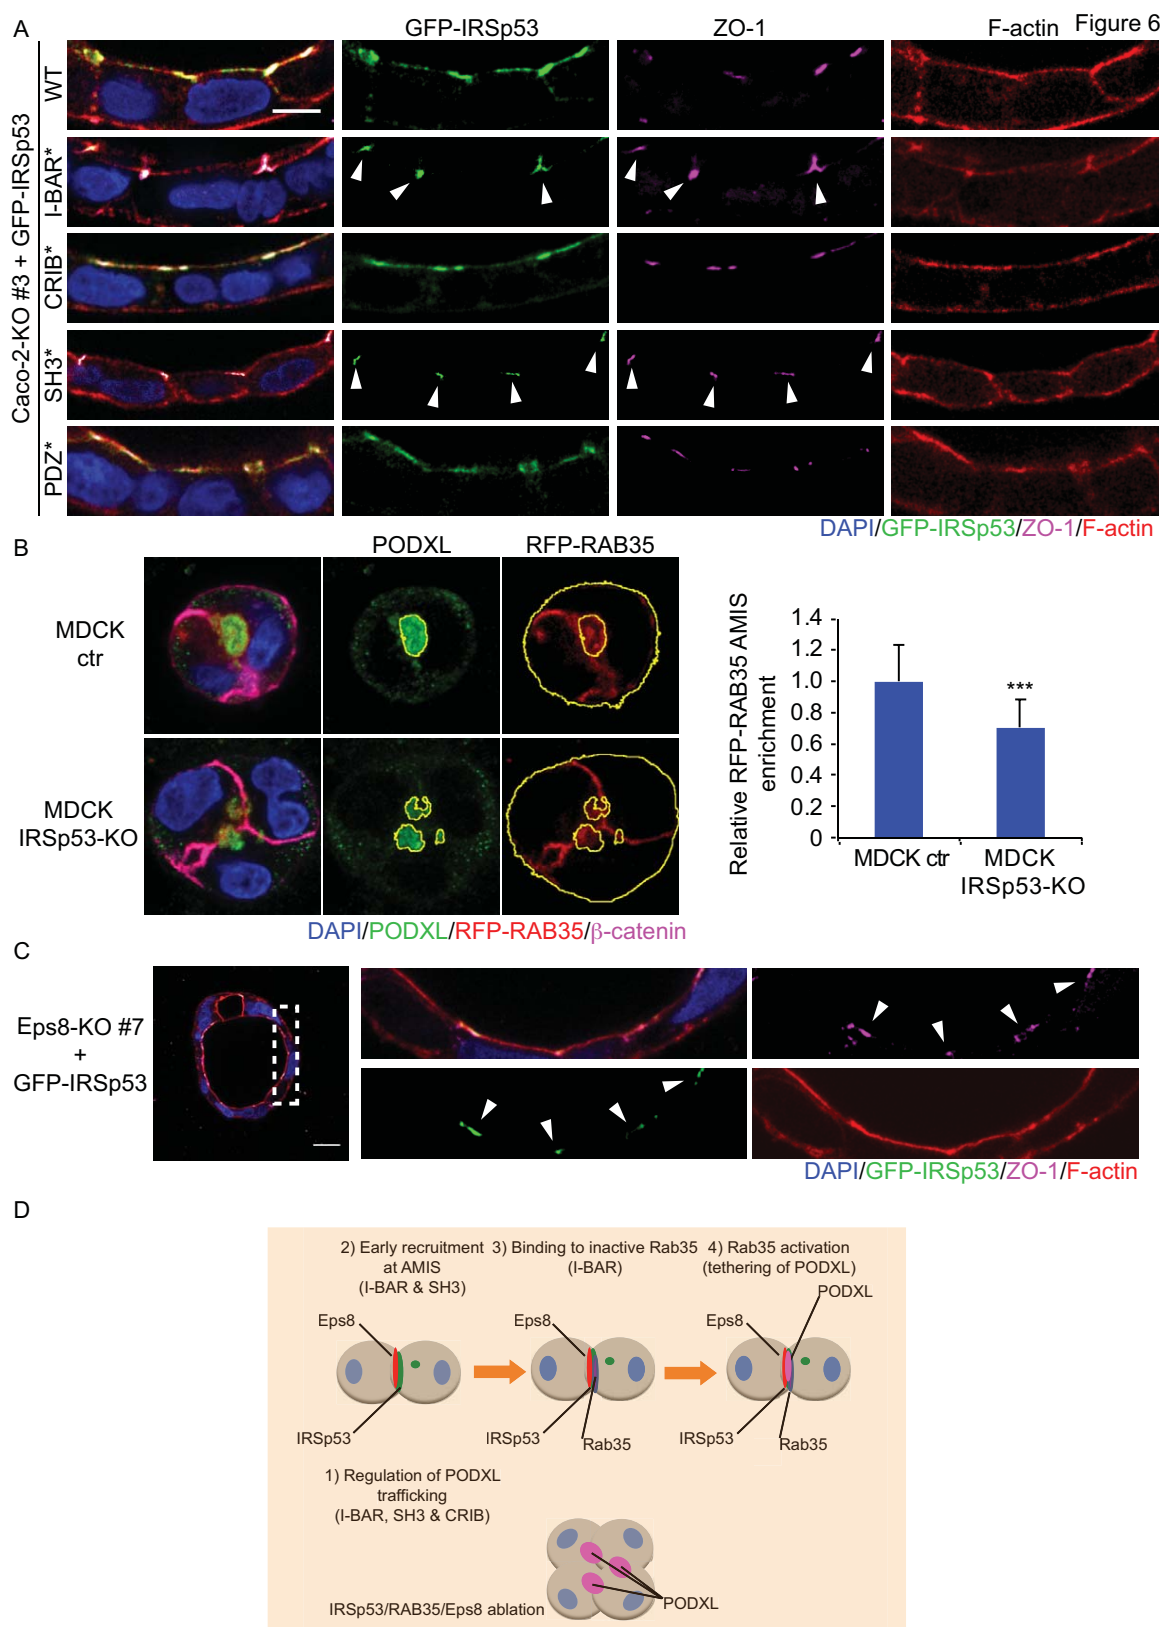 A
GFP-IRSp53
ZO-1
F-actin
Figure 6
Caco-2-KO #3 + GFP-IRSp53
WT
I-BAR*
CRIB*
SH3*
PDZ*
DAPI/GFP-IRSp53/ZO-1/F-actin
B
PODXL
RFP-RAB35
MDCK
ctr
MDCK
IRSp53-KO
DAPI/PODXL/RFP-RAB35/β-catenin
Relative RFP-RAB35 AMIS
enrichment
1.4
1.2
1.0
0.8
0.6
0.4
0.2
0
***
MDCK ctr
MDCK
IRSp53-KO
C
Eps8-KO #7
+
GFP-IRSp53
DAPI/GFP-IRSp53/ZO-1/F-actin
D
2) Early recruitment
at AMIS
(I-BAR & SH3)
3) Binding to inactive Rab35
(I-BAR)
4) Rab35 activation
(tethering of PODXL)
PODXL
Eps8
Eps8
Eps8
IRSp53
IRSp53
Rab35
IRSp53
Rab35
1) Regulation of PODXL
trafficking
(I-BAR, SH3 & CRIB)
IRSp53/RAB35/Eps8 ablation
PODXL